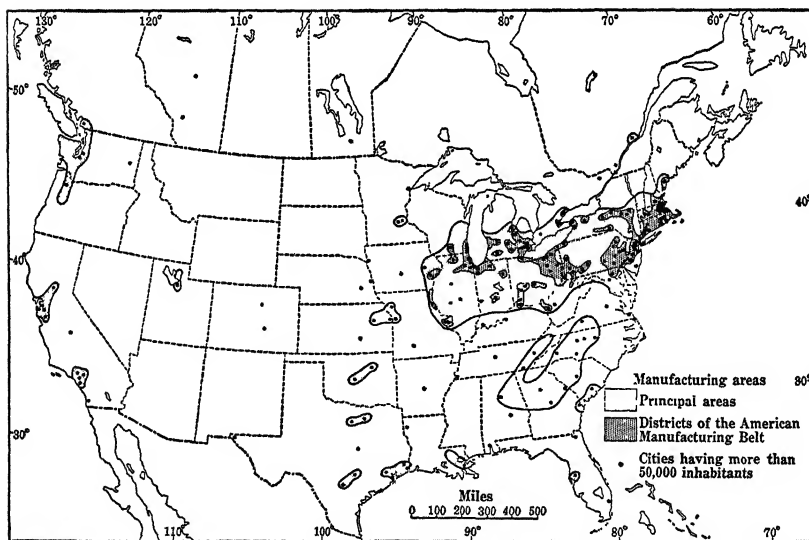 130° 120° 110° 100° 90° 80° 70° 60°
50°
40°
40°
Manufacturing areas
30°
Principal areas
30°
Districts of the American
Manufacturing Belt
Cities having more than
50,000 inhabitants
Miles
0 100 200 300 400 500
110° 100° 90° 80° 70°